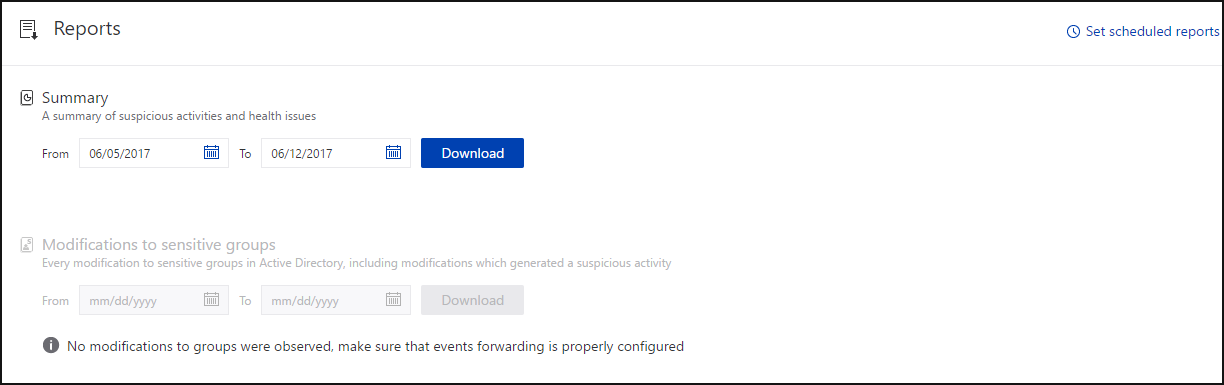 Reports
Set scheduled reports
Summary
A summary of suspicious activities and health issues
From 06/05/2017 To 06/12/2017 Download
Modifications to sensitive groups
Every modification to sensitive groups in Active Directory, including modifications which generated a suspicious activity
From mm/dd/yyyy To mm/dd/yyyy Download
No modifications to groups were observed, make sure that events forwarding is properly configured